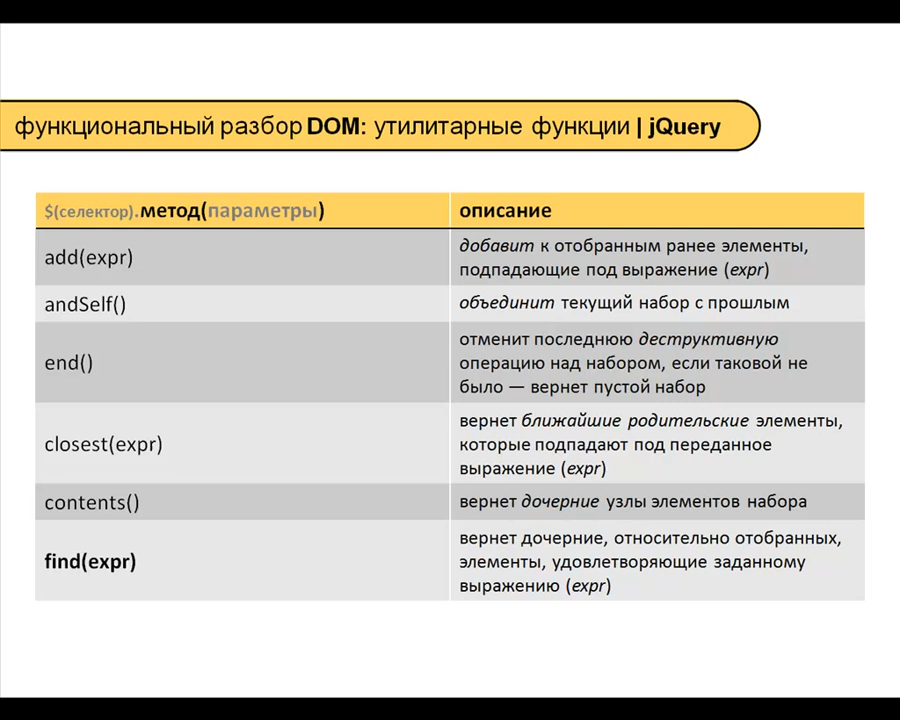 функциональный разбор DOM: утилитарные функции | jQuery
$(селектор).метод(параметры)
описание
add(expr)
добавит к отобранным ранее элементы,
подпадающие под выражение (expr)
andSelf()
объединит текущий набор с прошлым
end()
отменит последнюю деструктивную
операцию над набором, если таковой не
было — вернет пустой набор
closest(expr)
вернет ближайшие родительские элементы,
которые подпадают под переданное
выражение (expr)
contents()
вернет дочерние узлы элементов набора
find(expr)
вернет дочерние, относительно отобранных,
элементы, удовлетворяющие заданному
выражению (expr)